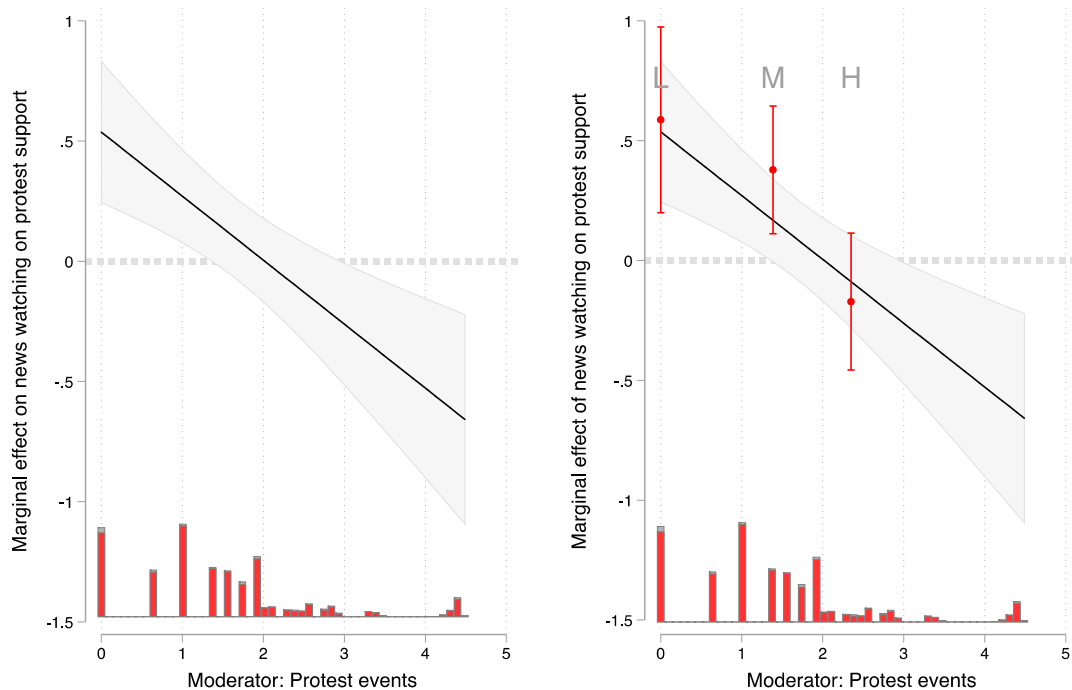 Marginal effect on news watching on protest support
1
.5
0
-.5
-1
-1.5
0 1 2 3 4 5
Moderator: Protest events
Marginal effect of news watching on protest support
1
.5
0
-.5
-1
-1.5
L M H
0 1 2 3 4 5
Moderator: Protest events